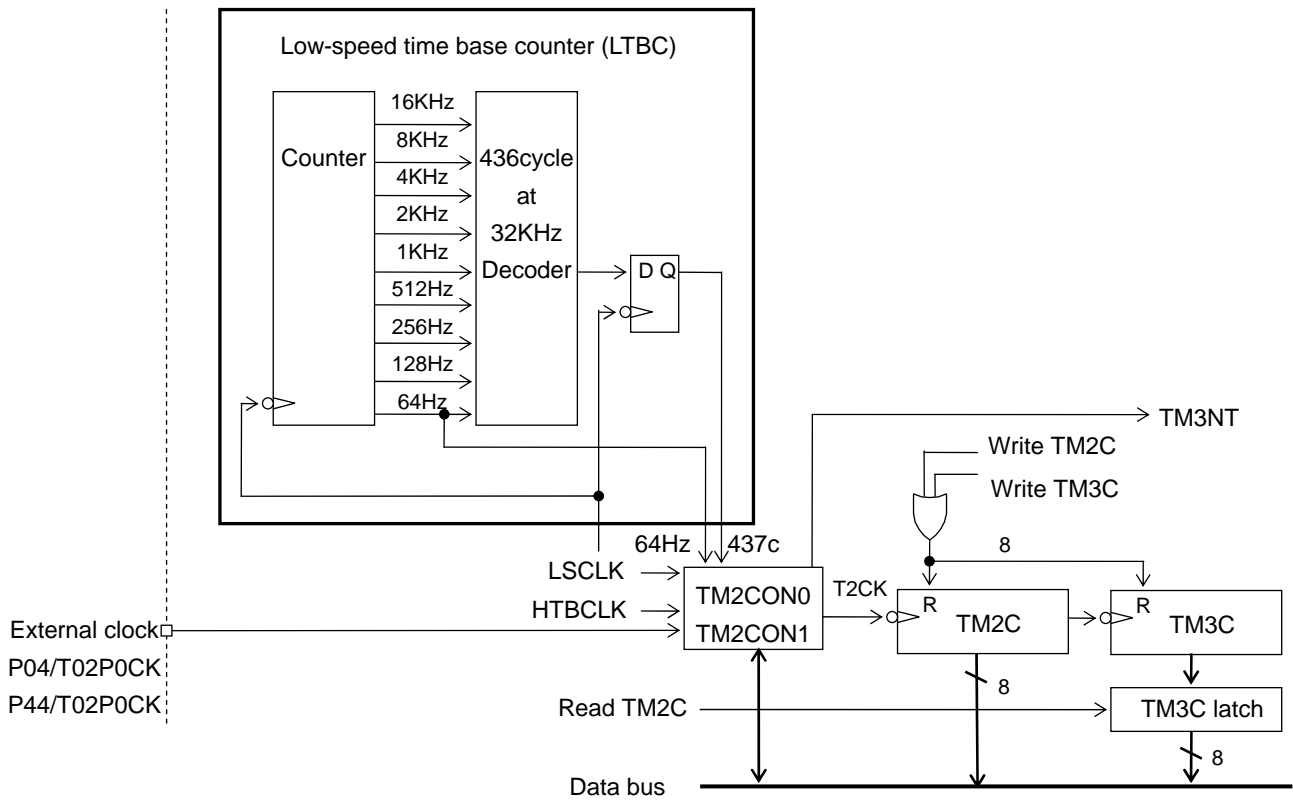 Low-speed time base counter (LTBC)
16KHz
8KHz
4KHz
2KHz
1KHz
512Hz
256Hz
128Hz
64Hz
Counter
436cycle
at
32KHz
Decoder
D Q
TM3NT
Write TM2C
Write TM3C
64Hz
437c
8
LSCLK
HTBCLK
TM2CON0
TM2CON1
T2CK
R
TM2C
R
TM3C
External clock
P04/T02P0CK
P44/T02P0CK
8
Read TM2C
TM3C latch
8
Data bus